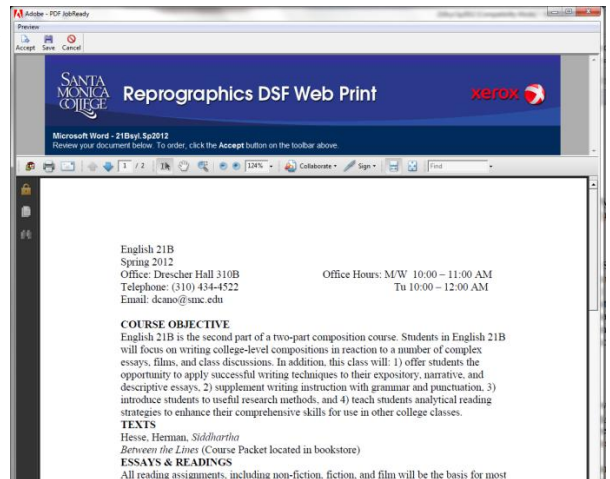 Adobe - PDF JobReady
Preview
Accept Save Cancel
SANTA MONICA COLLEGE
Reprographics DSF Web Print
xerox
Microsoft Word - 21Bsyl.Sp2012
Review your document below. To order, click the Accept button on the toolbar above.
1 / 2 124% Collaborate Sign Find
English 21B
Spring 2012
Office: Drescher Hall 310B Office Hours: M/W 10:00 – 11:00 AM
Telephone: (310) 434-4522 Tu 10:00 – 12:00 AM
Email: dcano@smc.edu
COURSE OBJECTIVE
English 21B is the second part of a two-part composition course. Students in English 21B
will focus on writing college-level compositions in reaction to a number of complex
essays, films, and class discussions. In addition, this class will: 1) offer students the
opportunity to apply successful writing techniques to their expository, narrative, and
descriptive essays, 2) supplement writing instruction with grammar and punctuation, 3)
introduce students to useful research methods, and 4) teach students analytical reading
strategies to enhance their comprehensive skills for use in other college classes.
TEXTS
Hesse, Herman, Siddhartha
Between the Lines (Course Packet located in bookstore)
ESSAYS & READINGS
All reading assignments, including non-fiction, fiction, and film will be the basis for most